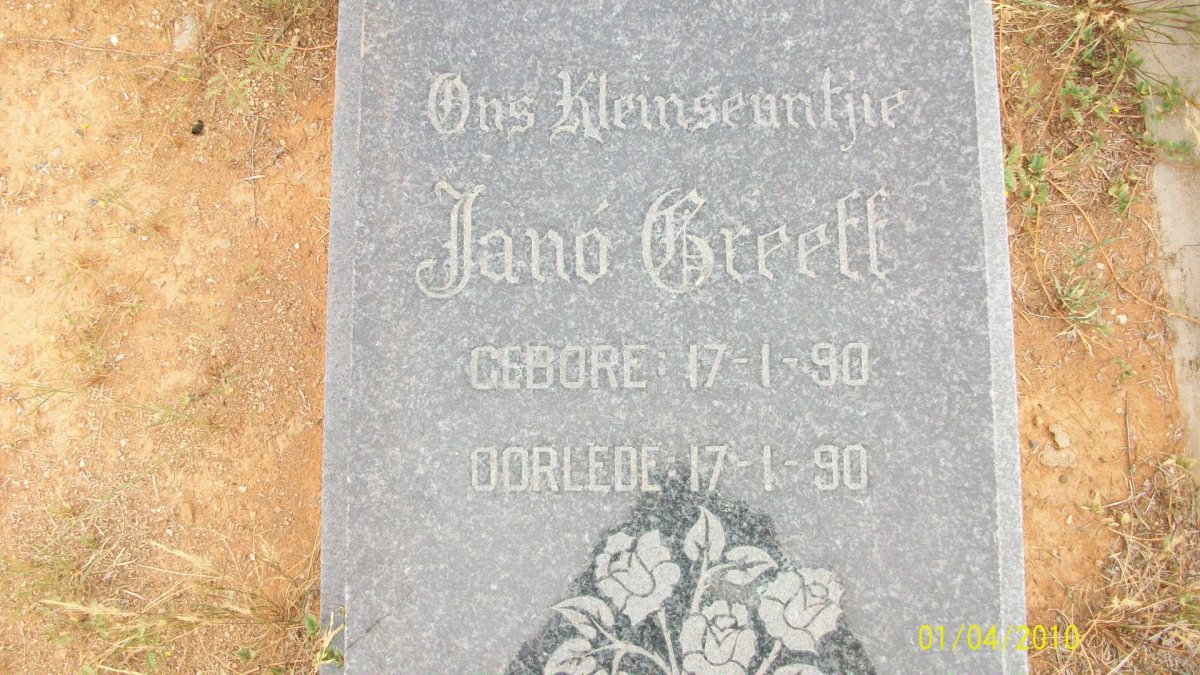 Ons Kleinseuntjie
Janó Greeff
GEBORE: 17-1-90
OORLEDE: 17-1-90
01/04/2010